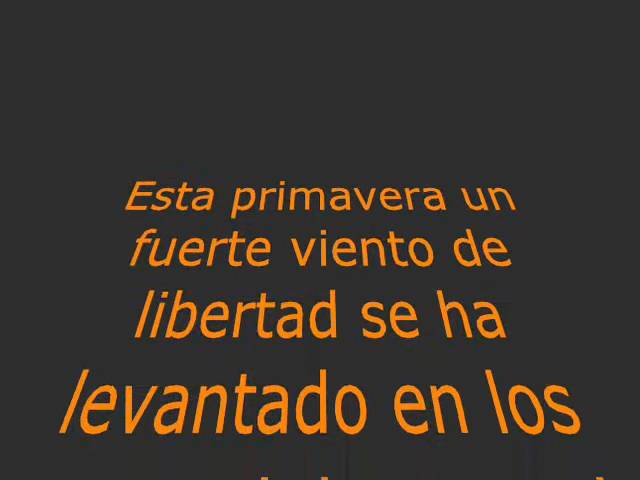 Esta primavera un
fuerte viento de
libertad se ha
levantado en los